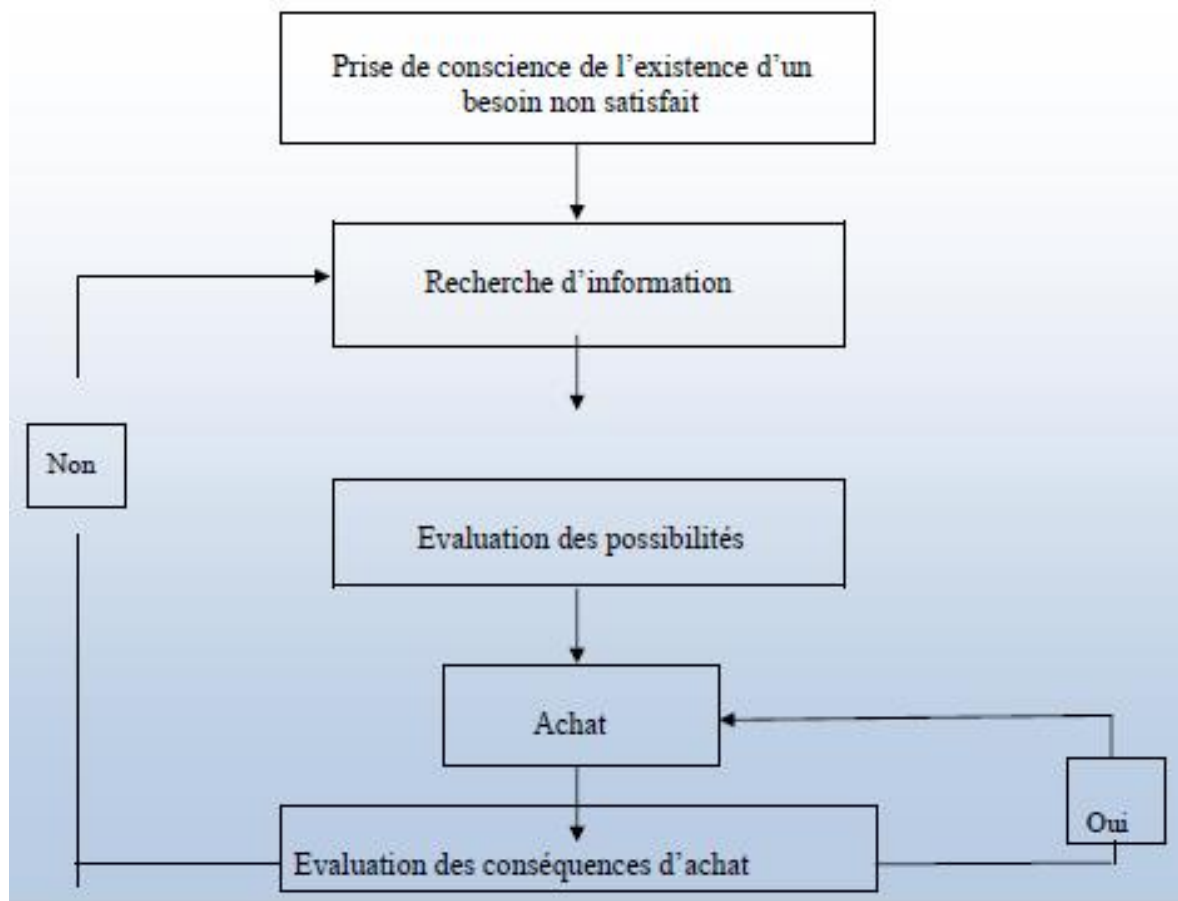 Prise de conscience de l’existence d’un
besoin non satisfait
Recherche d’information
Non
Evaluation des possibilités
Achat
Oui
Evaluation des conséquences d’achat